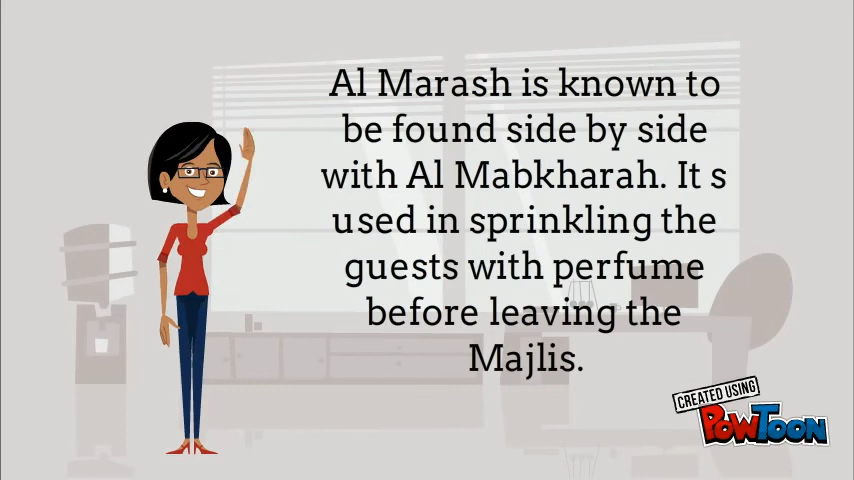 Al Marash is known to
be found side by side
with Al Mabkharah. It s
used in sprinkling the
guests with perfume
before leaving the
Majlis.
CREATED USING
POWTOON